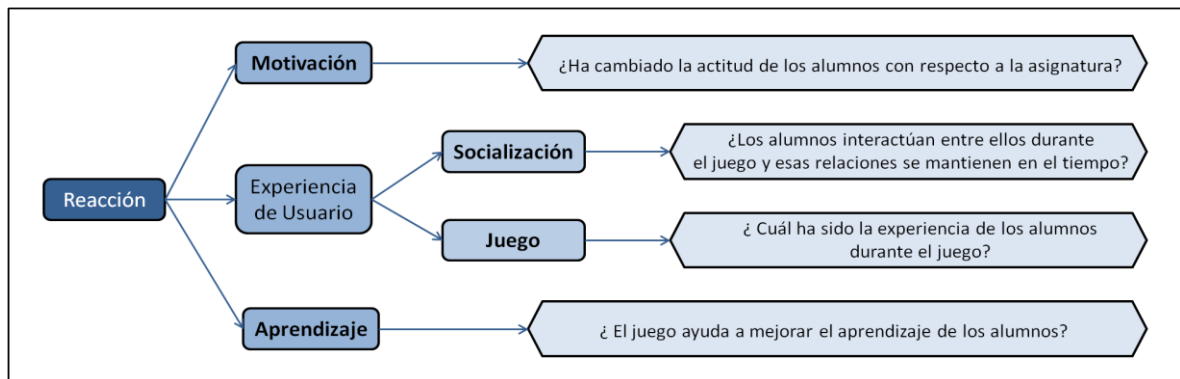 Motivación
¿Ha cambiado la actitud de los alumnos con respecto a la asignatura?
Socialización
¿Los alumnos interactúan entre ellos durante
el juego y esas relaciones se mantienen en el tiempo?
Reacción
Experiencia
de Usuario
Juego
¿ Cuál ha sido la experiencia de los alumnos
durante el juego?
Aprendizaje
¿ El juego ayuda a mejorar el aprendizaje de los alumnos?